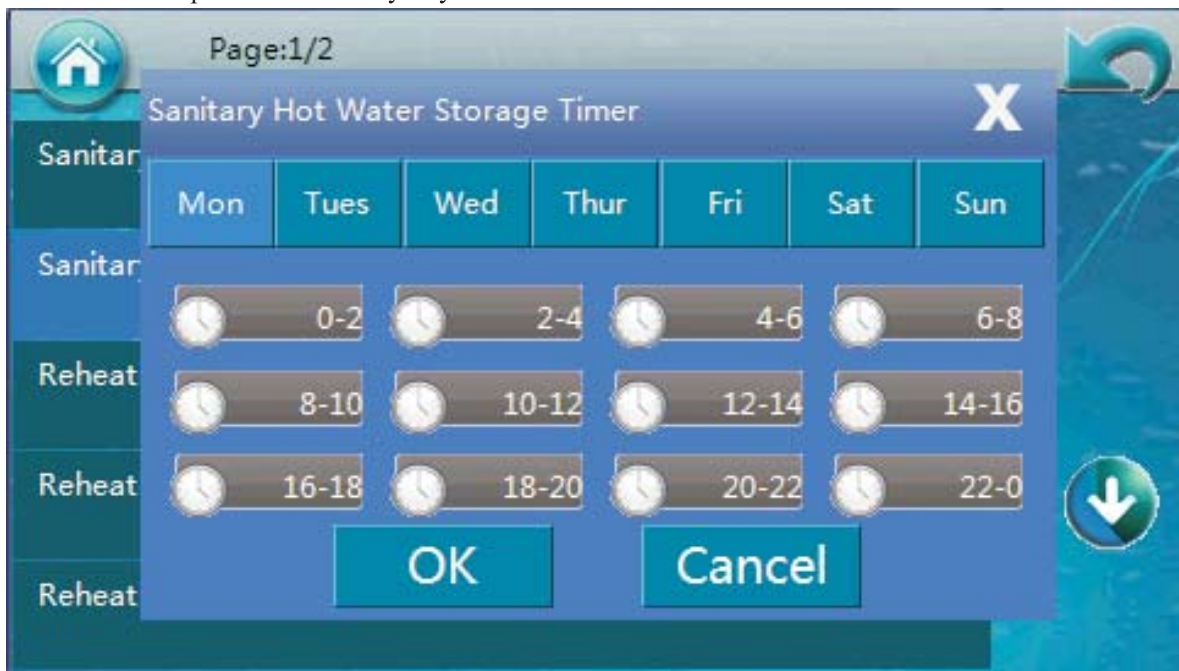 Page:1/2
Sanitary Hot Water Storage Timer
X
Mon Tues Wed Thur Fri Sat Sun
0-2 2-4 4-6 6-8
8-10 10-12 12-14 14-16
16-18 18-20 20-22 22-0
OK Cancel
Sanitar
Sanitar
Reheat
Reheat
Reheat